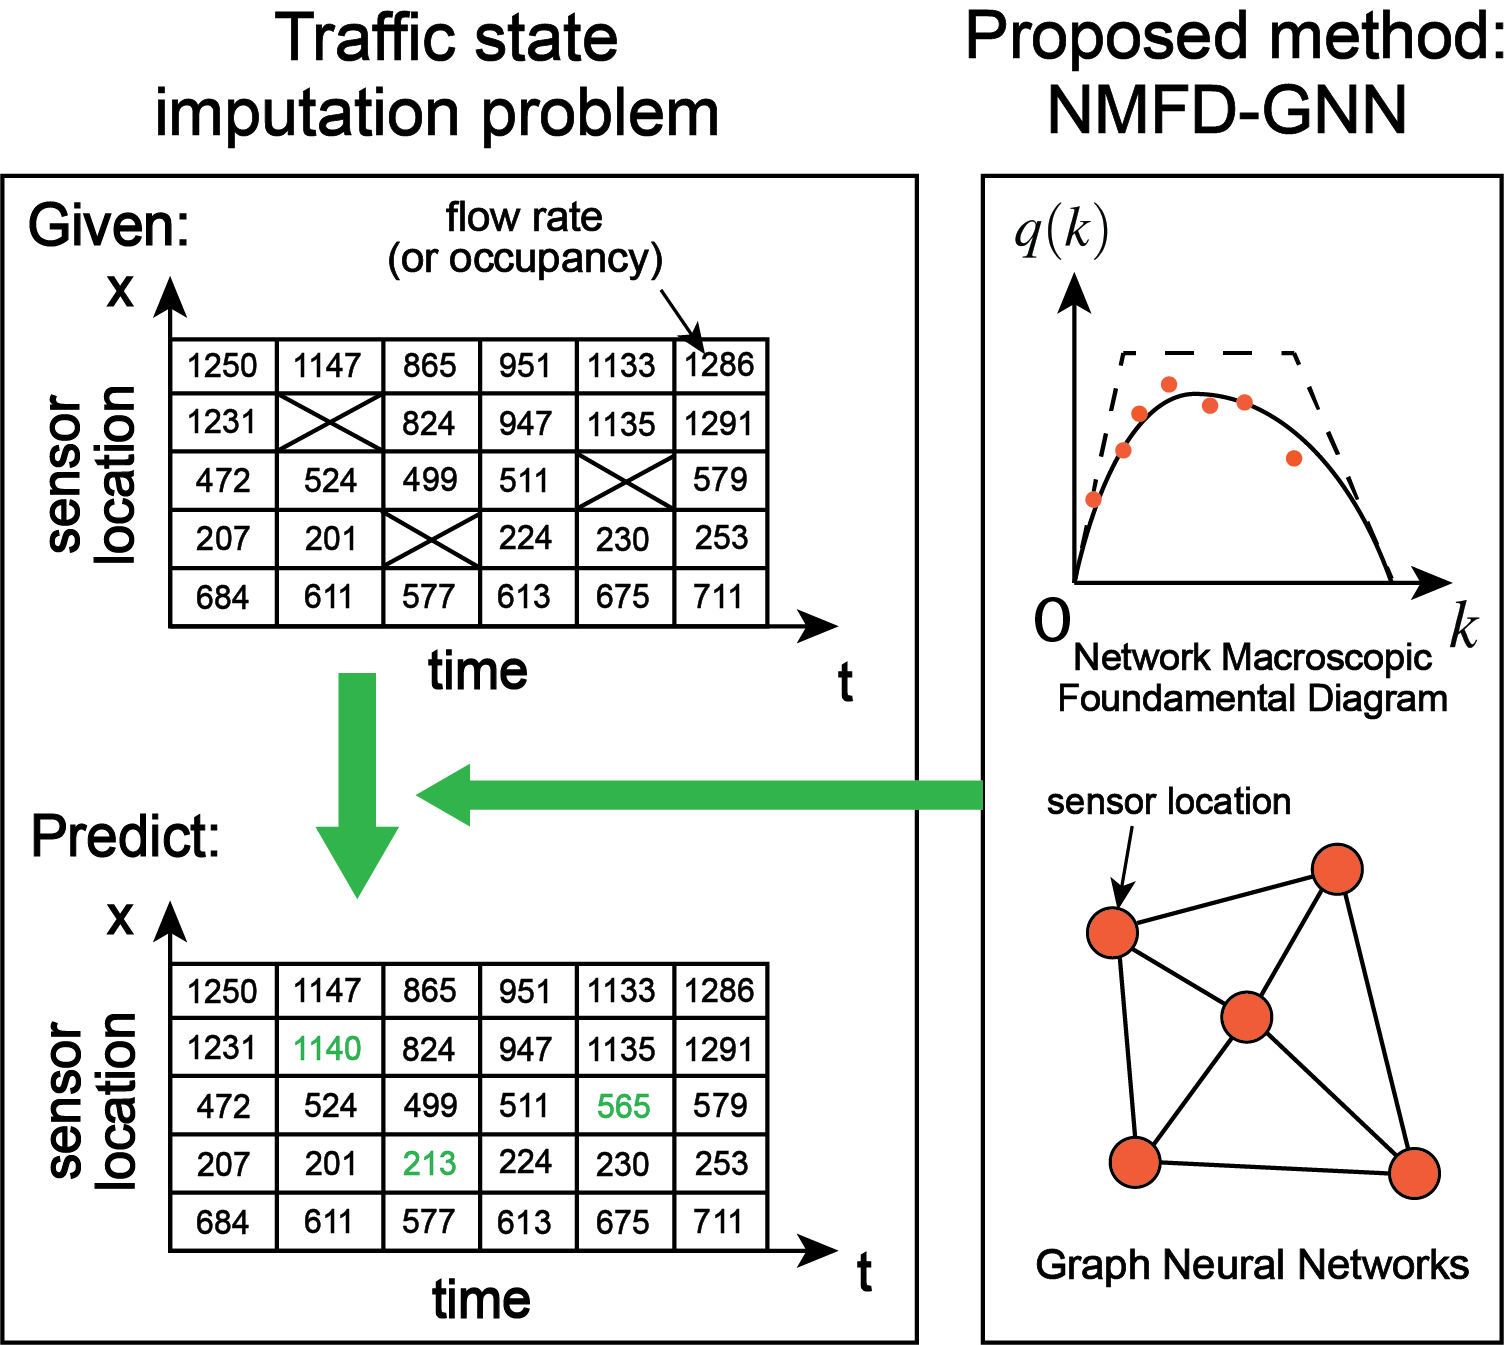 Traffic state
imputation problem
Given:
flow rate
(or occupancy)
x
sensor
location
1250 1147 865 951 1133 1286
1231 824 947 1135 1291
472 524 499 511 579
207 201 224 230 253
684 611 577 613 675 711
time
t
Predict:
x
sensor
location
1250 1147 865 951 1133 1286
1231 1140 824 947 1135 1291
472 524 499 511 565 579
207 201 213 224 230 253
684 611 577 613 675 711
time
t
Proposed method:
NMFD-GNN
q(k)
0
k
Network Macroscopic
Foundamental Diagram
sensor location
Graph Neural Networks